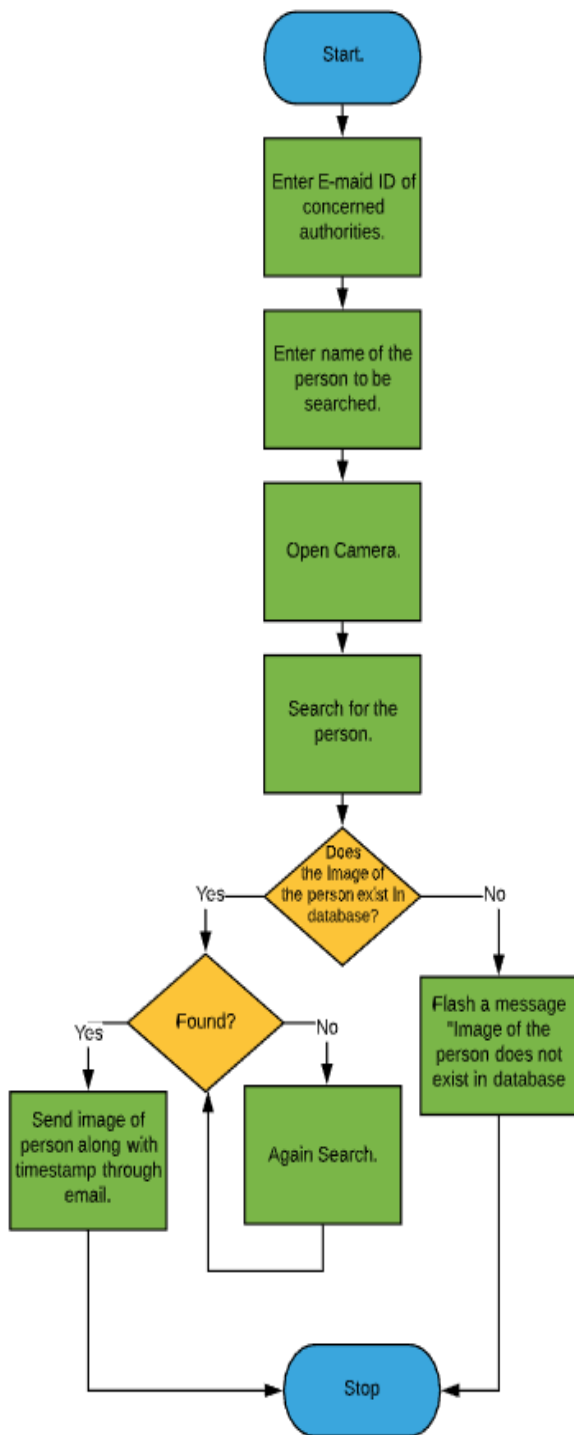 Start.
Enter E-maid ID of
concerned
authorities.
Enter name of the
person to be
searched.
Open Camera.
Search for the
person.
Does
the Image of
the person exist in
database?
Yes
No
Found?
Yes
No
Flash a message
"Image of the
person does not
exist in database
Send image of
person along with
timestamp through
email.
Again Search.
Stop